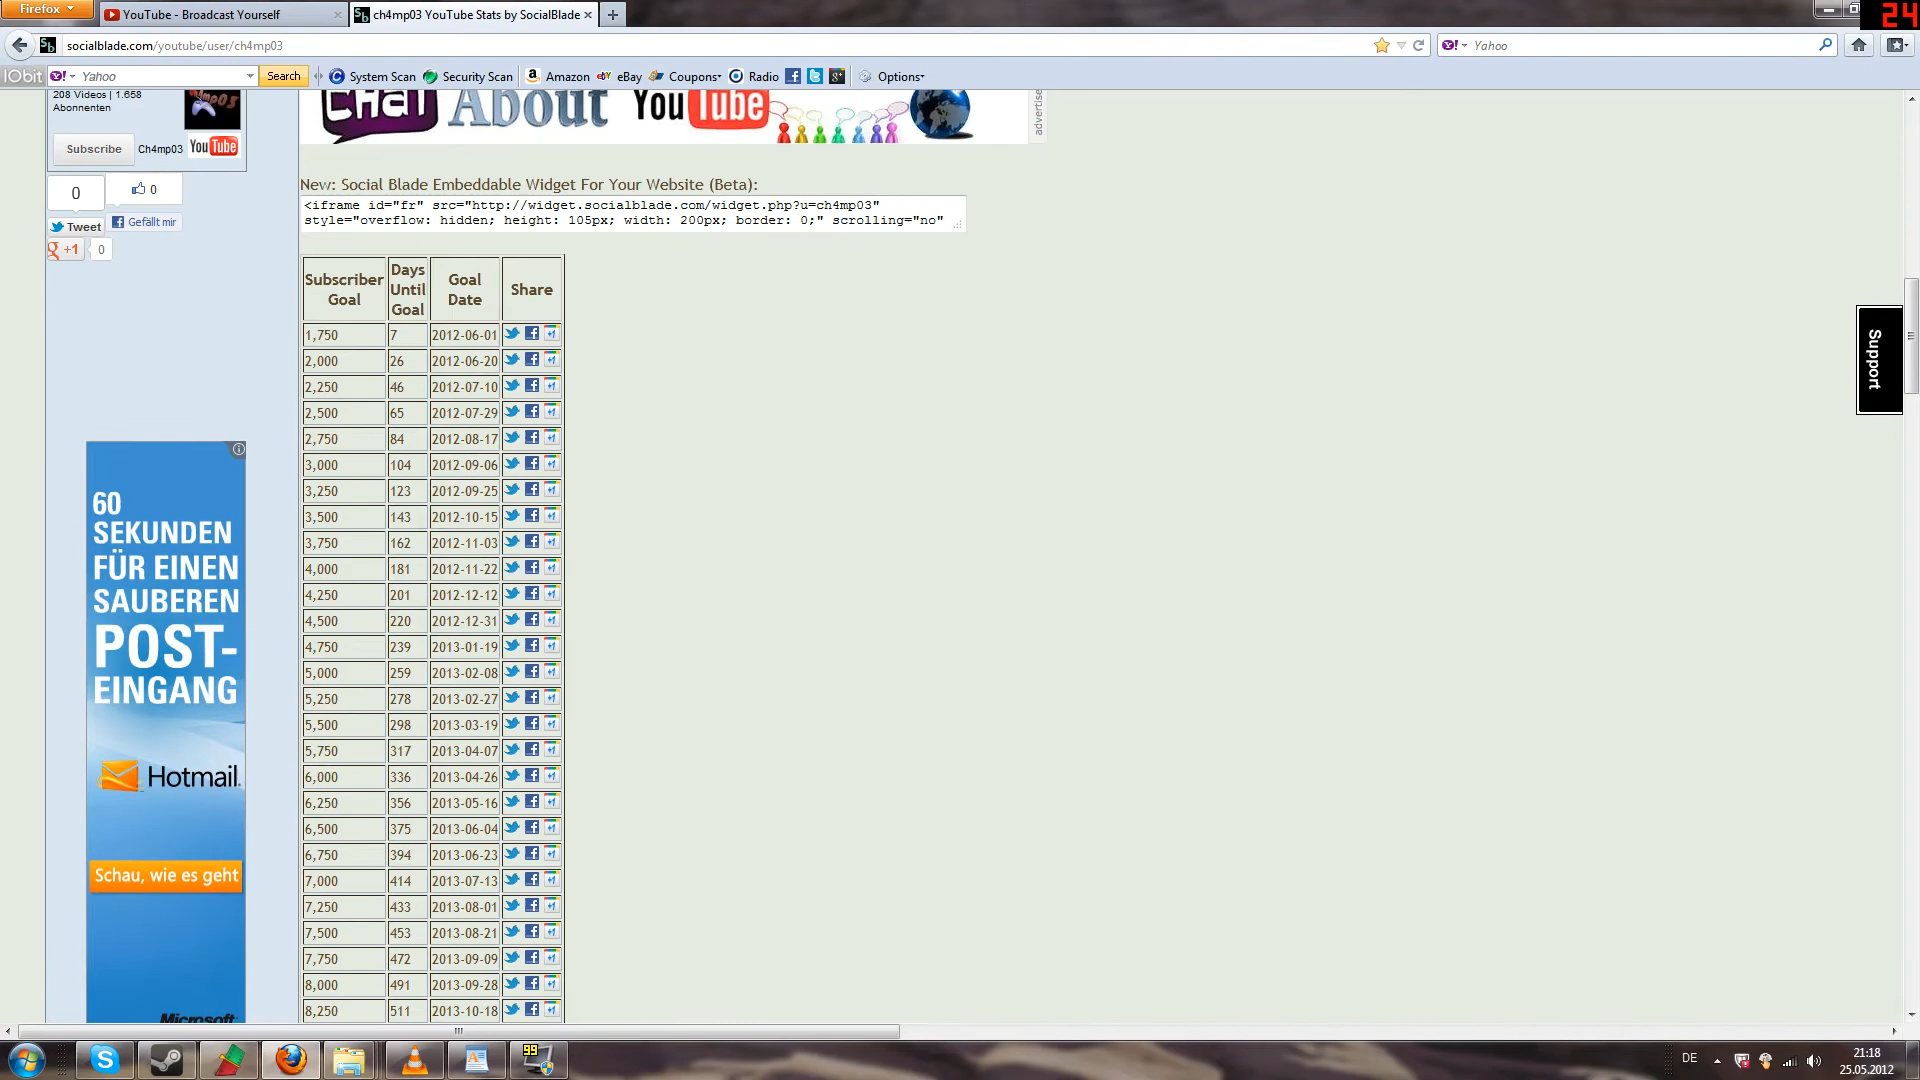 Firefox
YouTube - Broadcast Yourself
ch4mp03 YouTube Stats by SocialBlade
24
socialblade.com/youtube/user/ch4mp03
Yahoo
IObit
Yahoo
Search
System Scan
Security Scan
Amazon
eBay
Coupons
Radio
Options
208 Videos | 1.658
Abonnenten
Subscribe
Ch4mp03
YouTube
0
0
Tweet
Gefällt mir
+1
0
Chat About YouTube
advertise
New: Social Blade Embeddable Widget For Your Website (Beta):
<iframe id="fr" src="http://widget.socialblade.com/widget.php?u=ch4mp03"
style="overflow: hidden; height: 105px; width: 200px; border: 0;" scrolling="no"
Subscriber Goal Days Until Goal Goal Date Share
1,750 7 2012-06-01
2,000 26 2012-06-20
2,250 46 2012-07-10
2,500 65 2012-07-29
2,750 84 2012-08-17
3,000 104 2012-09-06
3,250 123 2012-09-25
3,500 143 2012-10-15
3,750 162 2012-11-03
4,000 181 2012-11-22
4,250 201 2012-12-12
4,500 220 2012-12-31
4,750 239 2013-01-19
5,000 259 2013-02-08
5,250 278 2013-02-27
5,500 298 2013-03-19
5,750 317 2013-04-07
6,000 336 2013-04-26
6,250 356 2013-05-16
6,500 375 2013-06-04
6,750 394 2013-06-23
7,000 414 2013-07-13
7,250 433 2013-08-01
7,500 453 2013-08-21
7,750 472 2013-09-09
8,000 491 2013-09-28
8,250 511 2013-10-18
Support
60
SEKUNDEN
FÜR EINEN
SAUBEREN
POST-
EINGANG
Hotmail
Schau, wie es geht
Microsoft
99
DE
21:18
25.05.2012